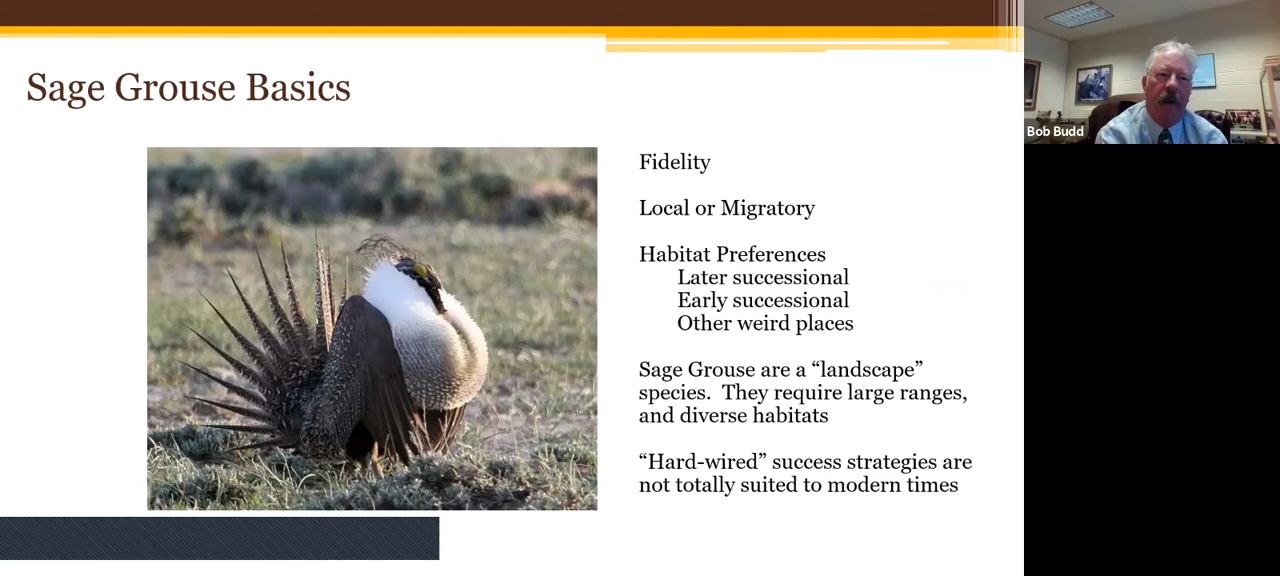 Sage Grouse Basics
Fidelity
Local or Migratory
Habitat Preferences
Later successional
Early successional
Other weird places
Sage Grouse are a “landscape”
species.  They require large ranges,
and diverse habitats
“Hard-wired” success strategies are
not totally suited to modern times
Bob Budd